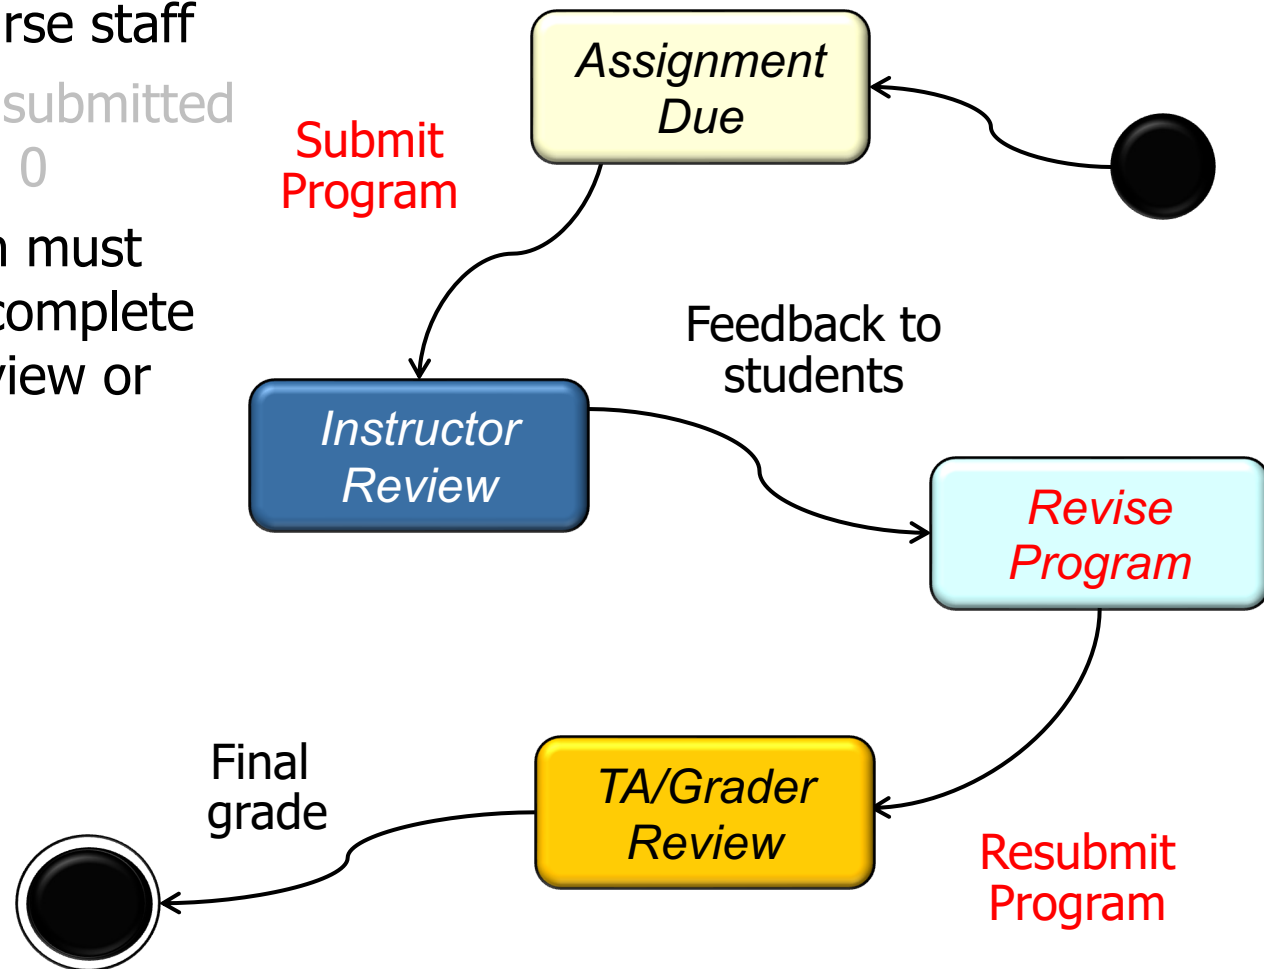 rse staff
submitted
0
must
complete
view or
Assignment
Due
Submit
Program
Feedback to
students
Instructor
Review
Revise
Program
Final
grade
TA/Grader
Review
Resubmit
Program